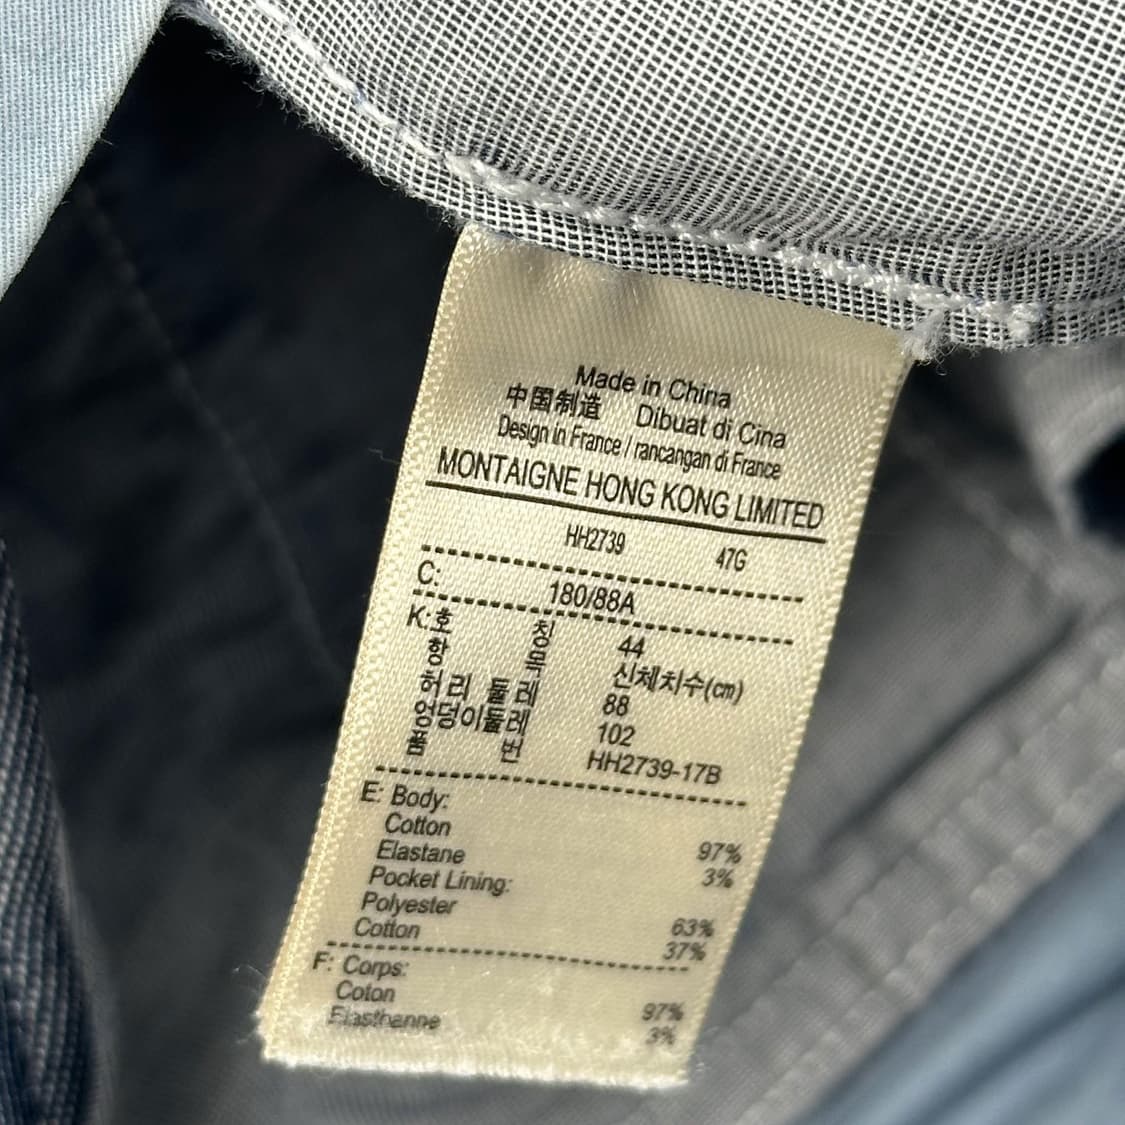 Made in China
中国制造 Dibuat di Cina
Design in France / rancangan di France
MONTAIGNE HONG KONG LIMITED
HH2739 47G
C: 180/88A
K:호 칭 44
항 목 신체치수(cm)
허리 둘레 88
엉덩이둘레 102
품 번 HH2739-17B
E: Body:
Cotton 97%
Elastane 3%
Pocket Lining:
Polyester 63%
Cotton 37%
F: Corps:
Coton 97%
Elasthanne 3%